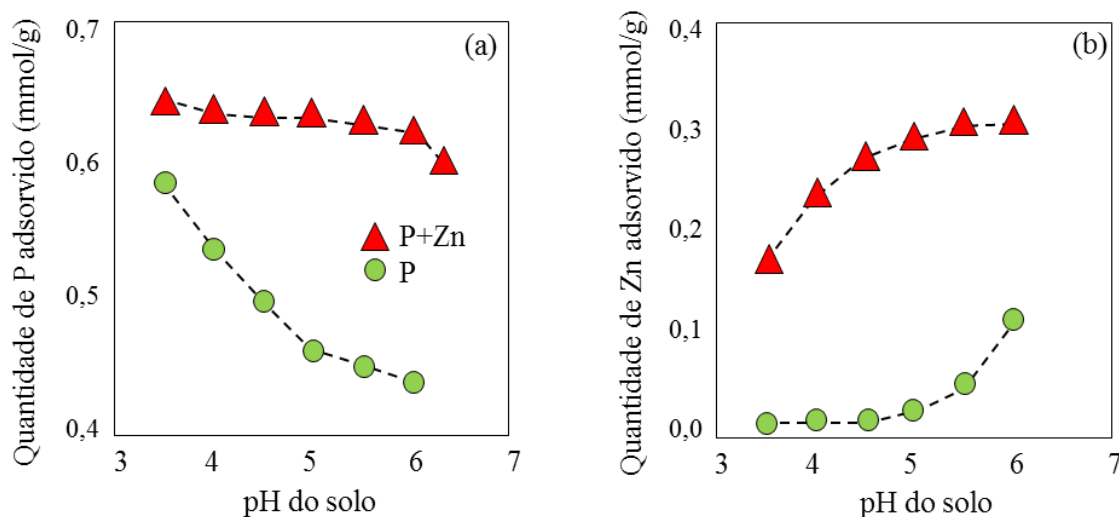 Quantidade de P adsorvido (mmol/g)
0,7
0,6
0,5
0,4
(a)
P+Zn
P
3 4 5 6 7
pH do solo
Quantidade de Zn adsorvido (mmol/g)
0,4
0,3
0,2
0,1
0,0
(b)
3 4 5 6 7
pH do solo